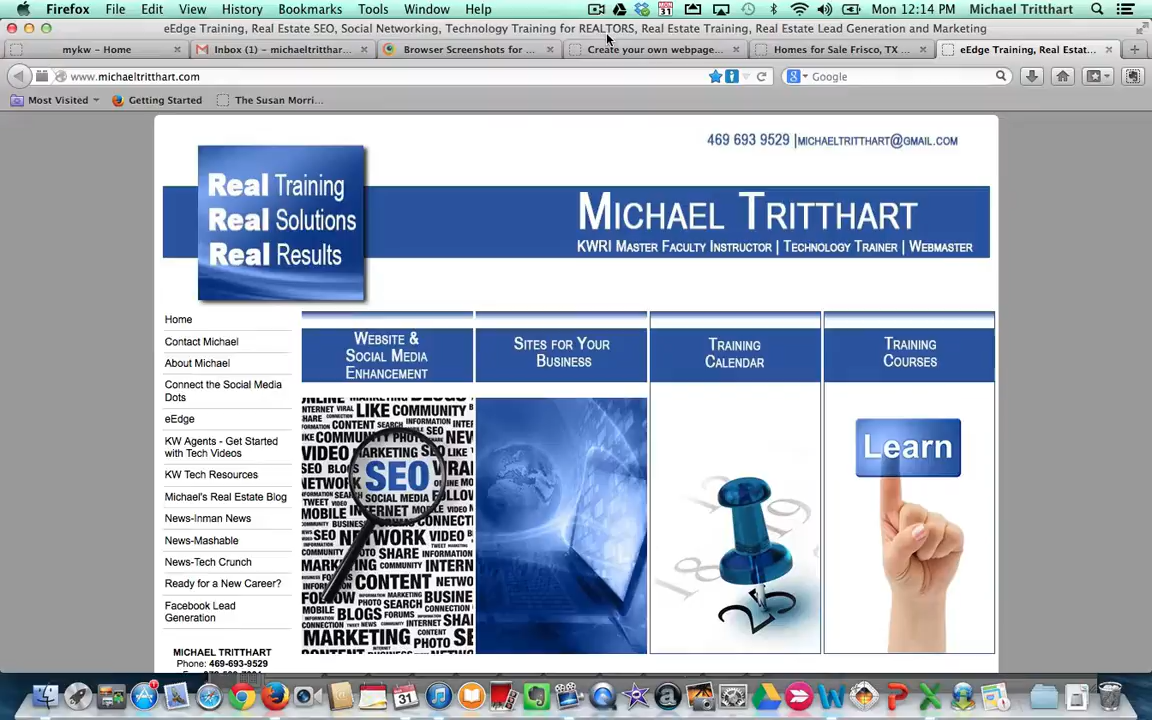 Firefox File Edit View History Bookmarks Tools Window Help Mon 12:14 PM Michael Tritthart
eEdge Training, Real Estate SEO, Social Networking, Technology Training for REALTORS, Real Estate Training, Real Estate Lead Generation and Marketing
mykw – Home
Inbox (1) – michaeltritthar...
Browser Screenshots for ...
Create your own webpage...
Homes for Sale Frisco, TX ...
eEdge Training, Real Estat...
www.michaeltritthart.com
Google
Most Visited Getting Started The Susan Morri...
469 693 9529 |MICHAELTRITTHART@GMAIL.COM
Real Training
Real Solutions
Real Results
MICHAEL TRITTHART
KWRI MASTER FACULTY INSTRUCTOR | TECHNOLOGY TRAINER | WEBMASTER
Home
Contact Michael
About Michael
Connect the Social Media
Dots
eEdge
KW Agents - Get Started
with Tech Videos
KW Tech Resources
Michael's Real Estate Blog
News-Inman News
News-Mashable
News-Tech Crunch
Ready for a New Career?
Facebook Lead
Generation
MICHAEL TRITTHART
Phone: 469-693-9529
WEBSITE &
SOCIAL MEDIA
ENHANCEMENT
SITES FOR YOUR
BUSINESS
TRAINING
CALENDAR
TRAINING
COURSES
SEO
Learn
25